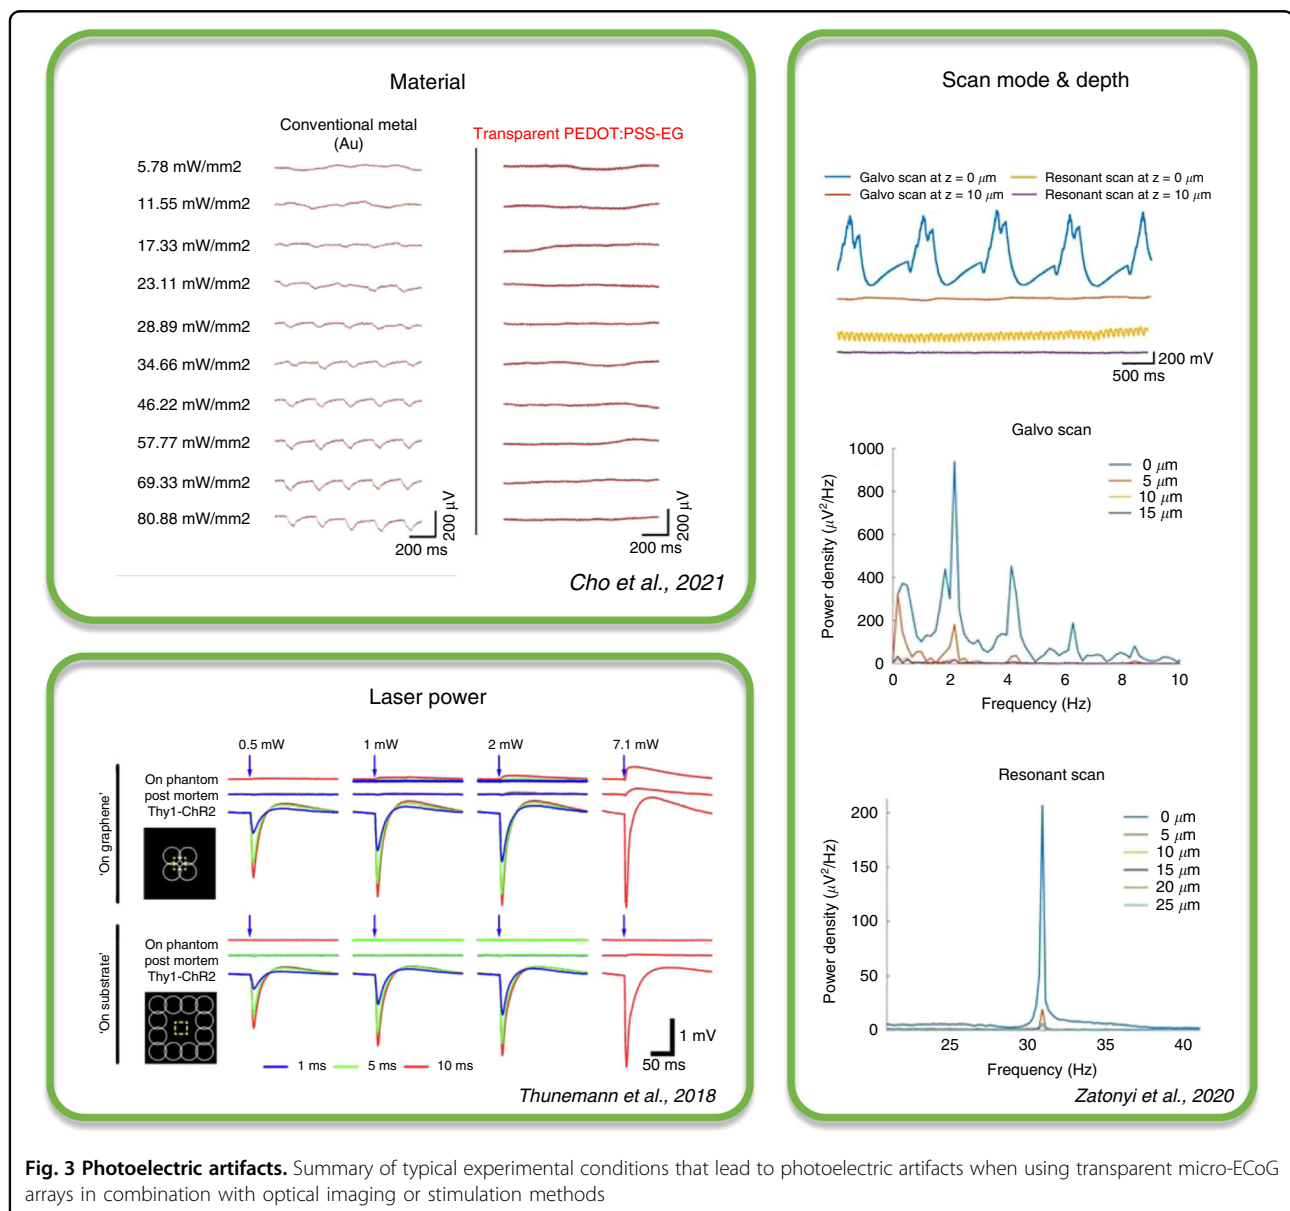 Material
Conventional metal
(Au)
Transparent PEDOT:PSS-EG
5.78 mW/mm2
11.55 mW/mm2
17.33 mW/mm2
23.11 mW/mm2
28.89 mW/mm2
34.66 mW/mm2
46.22 mW/mm2
57.77 mW/mm2
69.33 mW/mm2
80.88 mW/mm2
200 μV
200 ms
200 μV
200 ms
Cho et al., 2021
Laser power
0.5 mW
1 mW
2 mW
7.1 mW
'On graphene'
On phantom
post mortem
Thy1-ChR2
'On substrate'
On phantom
post mortem
Thy1-ChR2
1 mV
50 ms
1 ms
5 ms
10 ms
Thunemann et al., 2018
Scan mode & depth
Galvo scan at z = 0 μm
Resonant scan at z = 0 μm
Galvo scan at z = 10 μm
Resonant scan at z = 10 μm
200 mV
500 ms
Galvo scan
Power density (μV²/Hz)
1000
800
600
400
200
0
0 μm
5 μm
10 μm
15 μm
0 2 4 6 8 10
Frequency (Hz)
Resonant scan
Power density (μV²/Hz)
200
150
100
50
0
0 μm
5 μm
10 μm
15 μm
20 μm
25 μm
25 30 35 40
Frequency (Hz)
Zatonyi et al., 2020
Fig. 3 Photoelectric artifacts. Summary of typical experimental conditions that lead to photoelectric artifacts when using transparent micro-ECoG
arrays in combination with optical imaging or stimulation methods